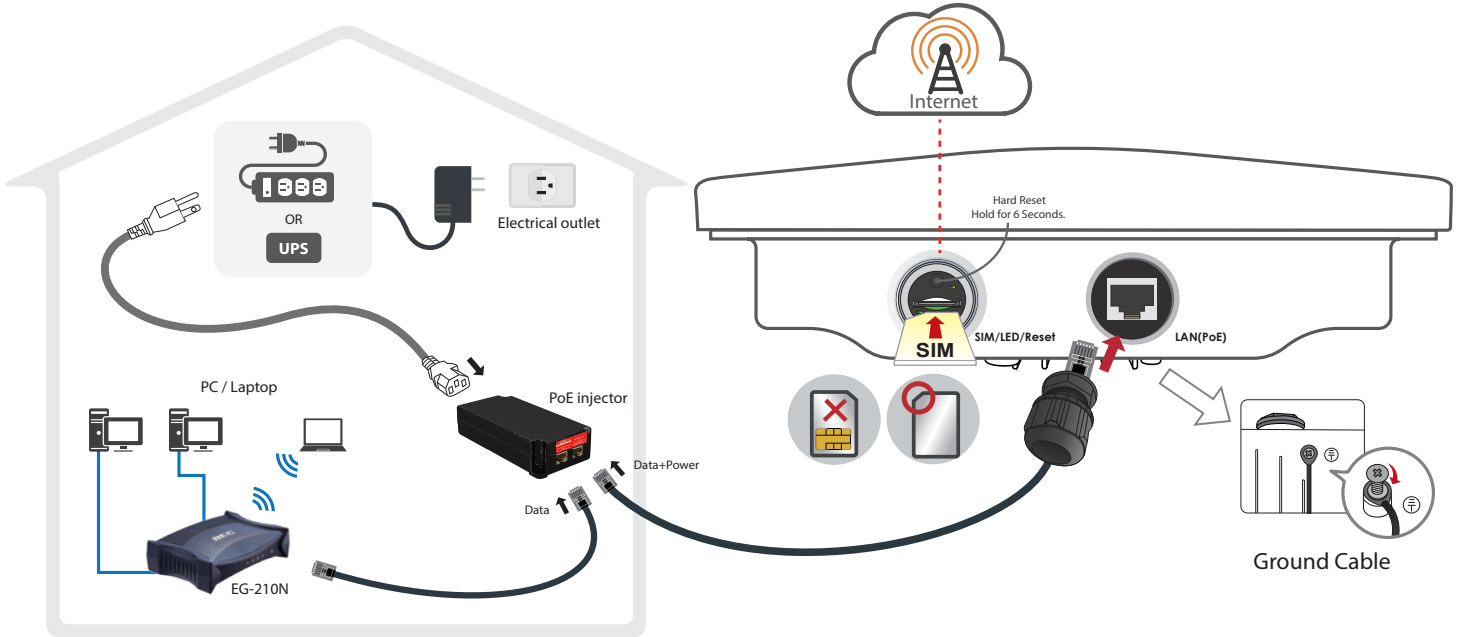 Internet
Hard Reset
Hold for 6 Seconds.
OR
UPS
Electrical outlet
SIM/LED/Reset
LAN(PoE)
SIM
PC / Laptop
PoE injector
Data+Power
Data
BEC
EG-210N
Ground Cable